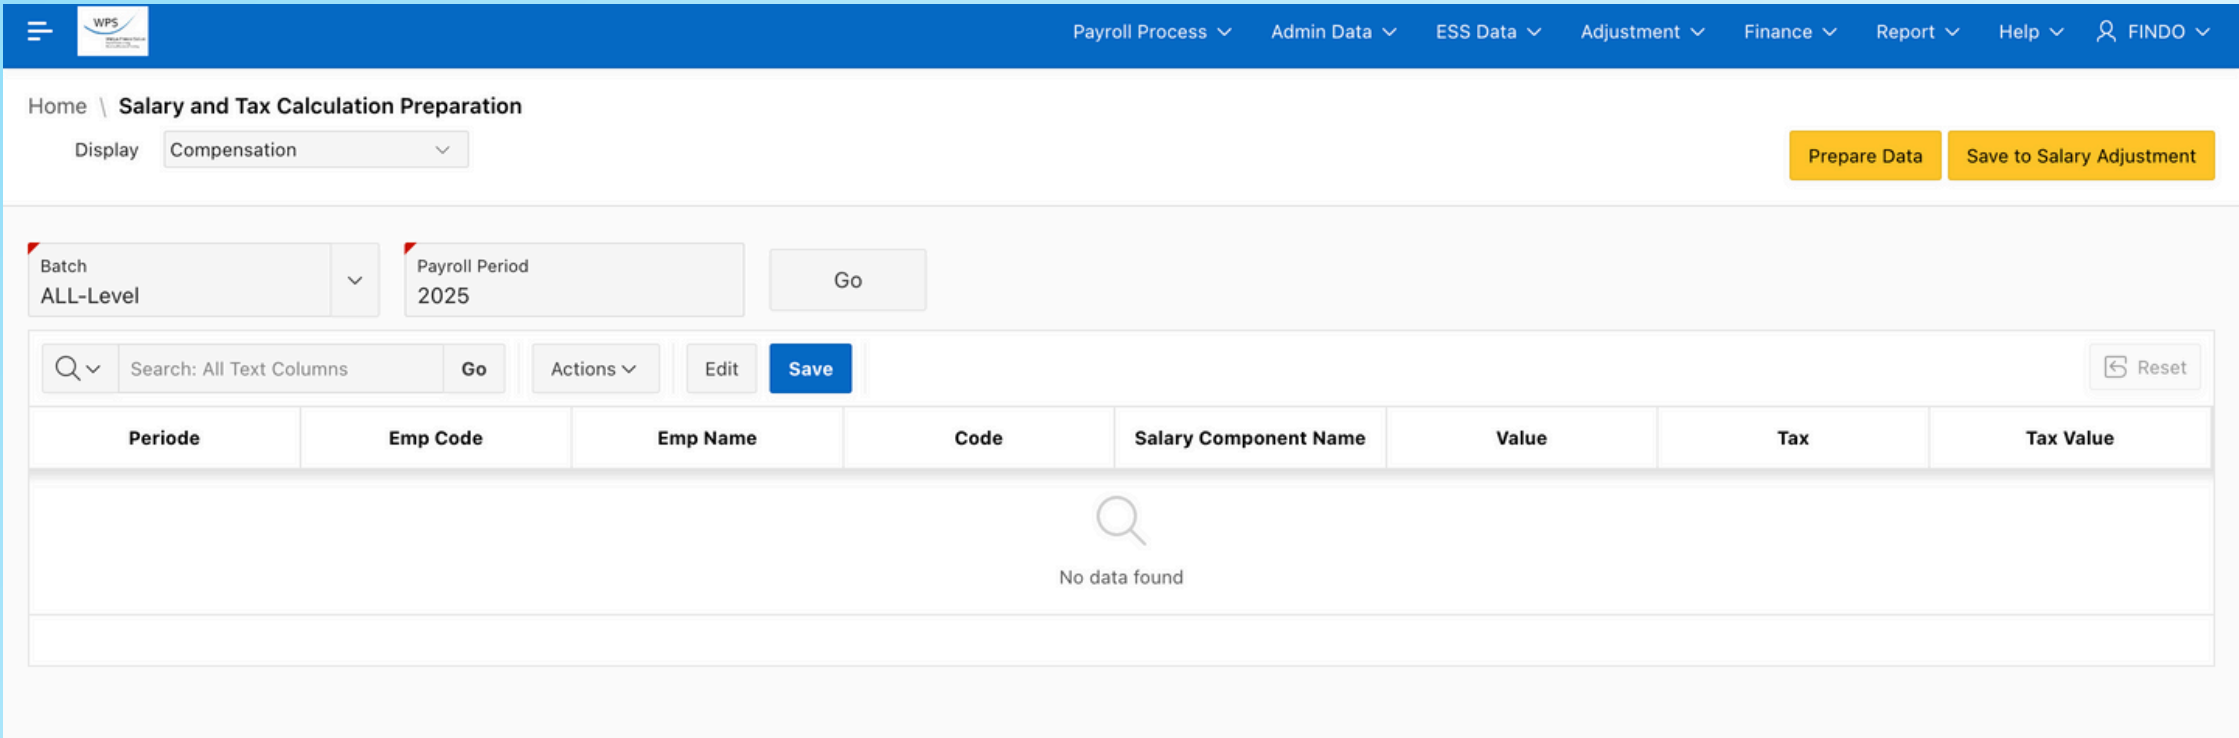 WPS
Payroll Process
Admin Data
ESS Data
Adjustment
Finance
Report
Help
FINDO
Home \ Salary and Tax Calculation Preparation
Display
Compensation
Prepare Data
Save to Salary Adjustment
Batch
ALL-Level
Payroll Period
2025
Go
Search: All Text Columns
Go
Actions
Edit
Save
Reset
Periode
Emp Code
Emp Name
Code
Salary Component Name
Value
Tax
Tax Value
No data found